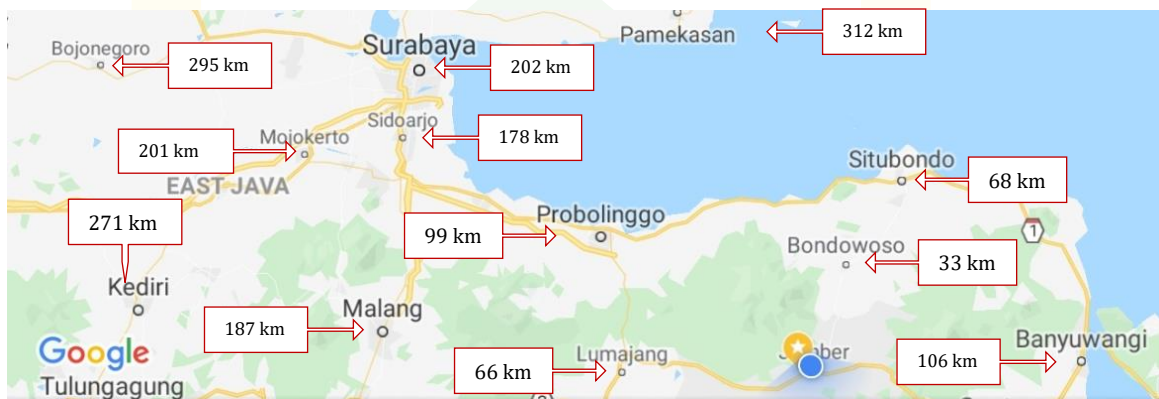 Pamekasan
312 km
Bojonegoro
295 km
Surabaya
202 km
Sidoarjo
178 km
Mojokerto
201 km
EAST JAVA
Situbondo
68 km
271 km
Kediri
99 km
Probolinggo
1
Bondowoso
33 km
187 km
Malang
66 km
Lumajang
Banyuwangi
106 km
Google
Tulungagung